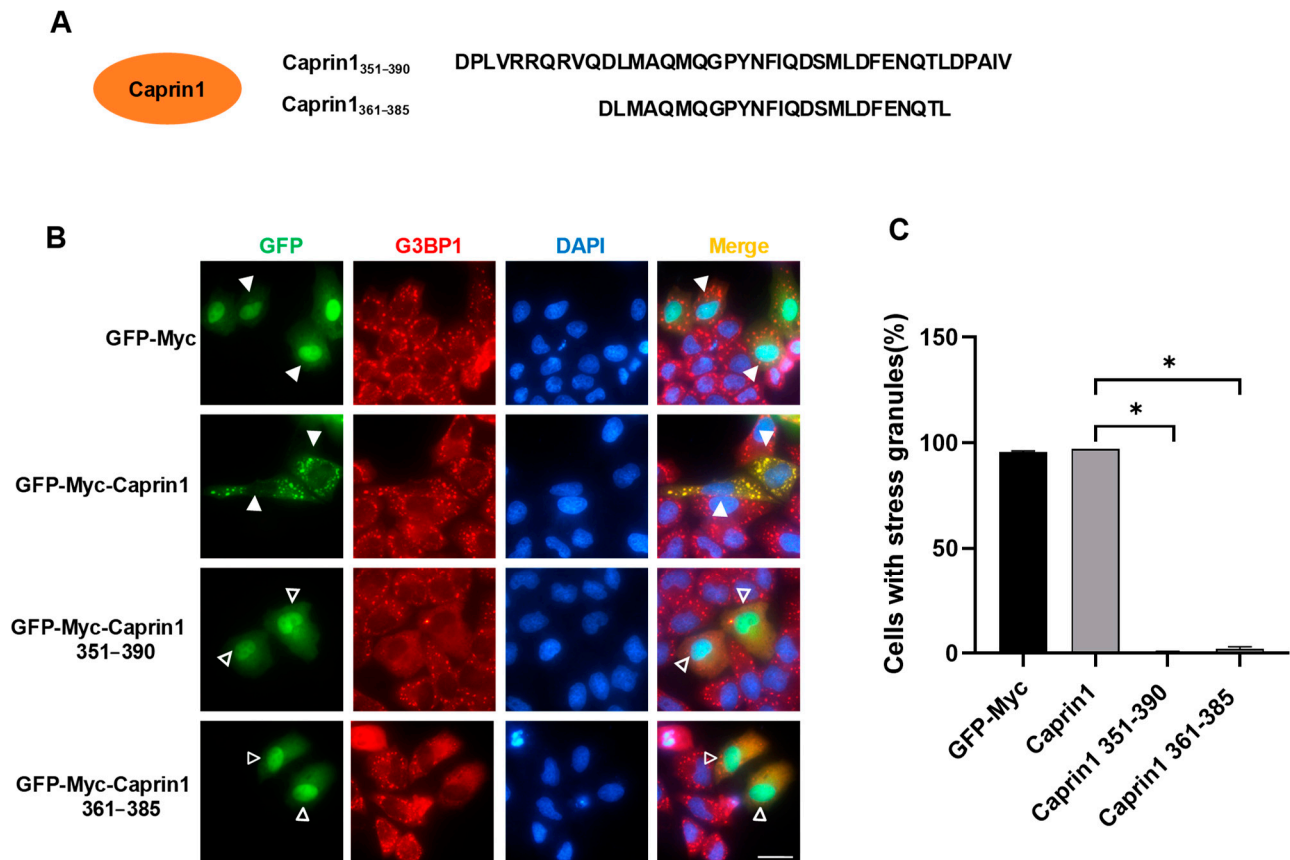 A
Caprin1
Caprin1351–390 DPLVRRQRVQDLMAQMQGPYNFIQDSMLDFENQTLDPAIV
Caprin1361–385 DLMAQMQGPYNFIQDSMLDFENQTL
B
GFP G3BP1 DAPI Merge
GFP-Myc
GFP-Myc-Caprin1
GFP-Myc-Caprin1
351–390
GFP-Myc-Caprin1
361–385
C
Cells with stress granules(%)
150
100
50
0
*
*
GFP-Myc
Caprin1
Caprin1 351-390
Caprin1 361-385